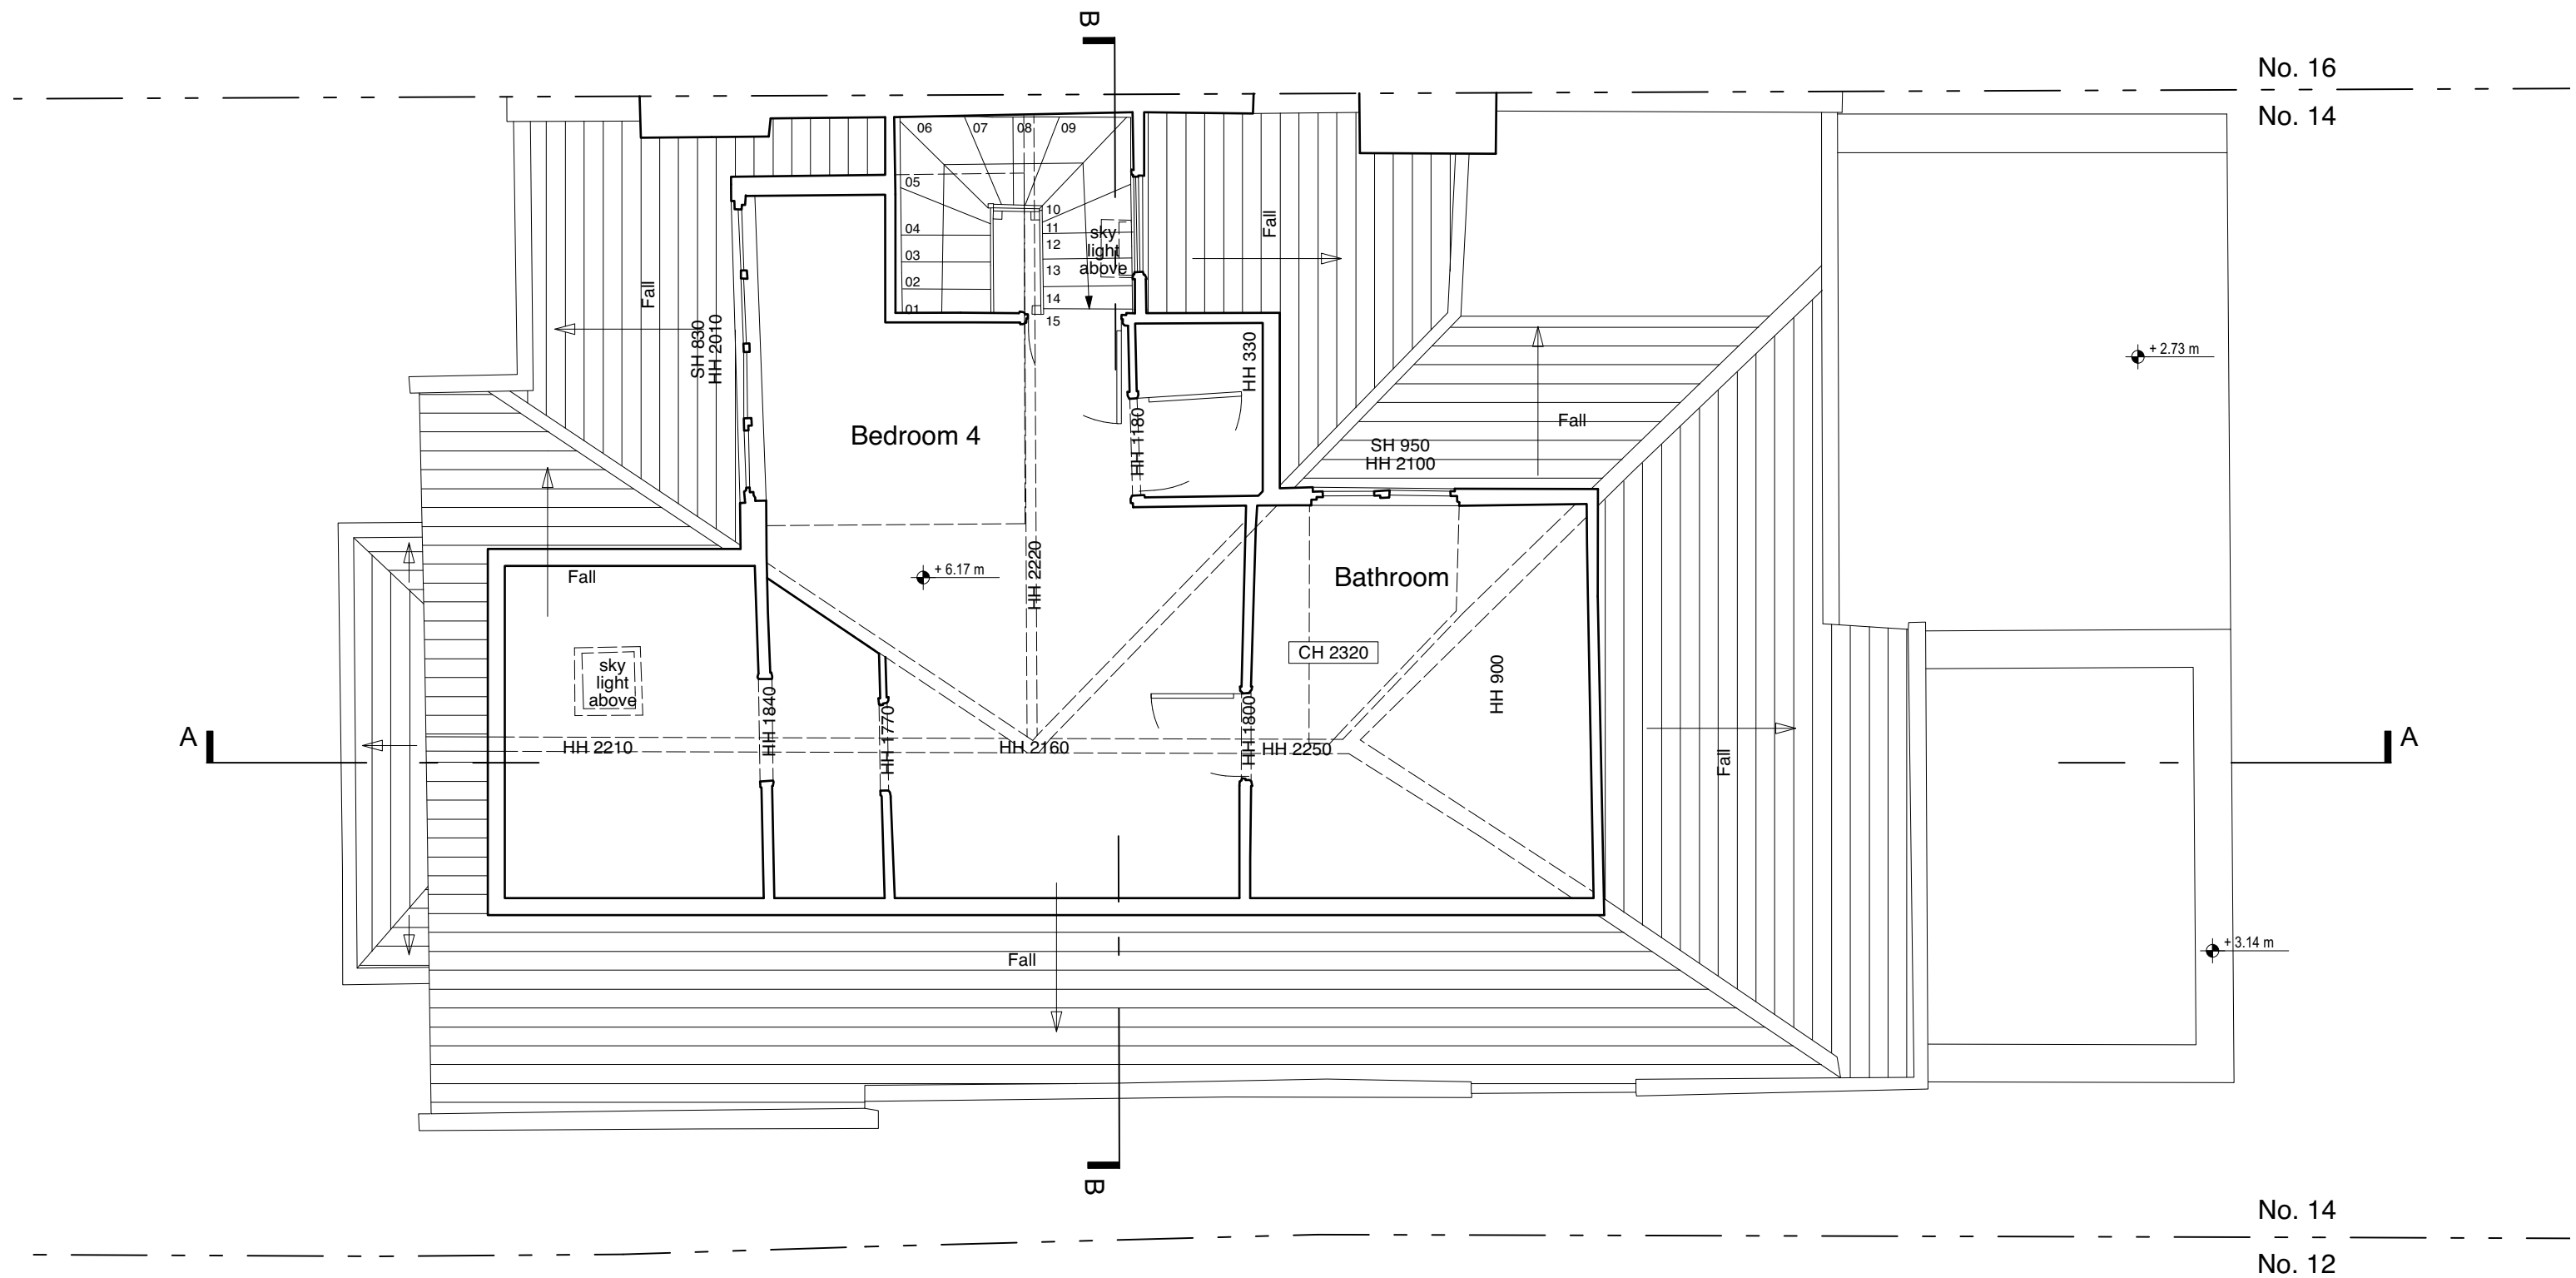 B
No. 16
No. 14
06
07
08
09
05
04
03
02
01
10
11
12
13
14
15
sky
light
above
Fall
Fall
SH 830
HH 2010
HH 330
+ 2.73 m
Bedroom 4
HH 1180
Fall
SH 950
HH 2100
+ 6.17 m
HH 2220
Fall
Bathroom
CH 2320
sky
light
above
HH 900
HH 1840
HH 1770
HH 1800
A
HH 2210
HH 2160
HH 2250
Fall
A
Fall
+ 3.14 m
B
No. 14
No. 12